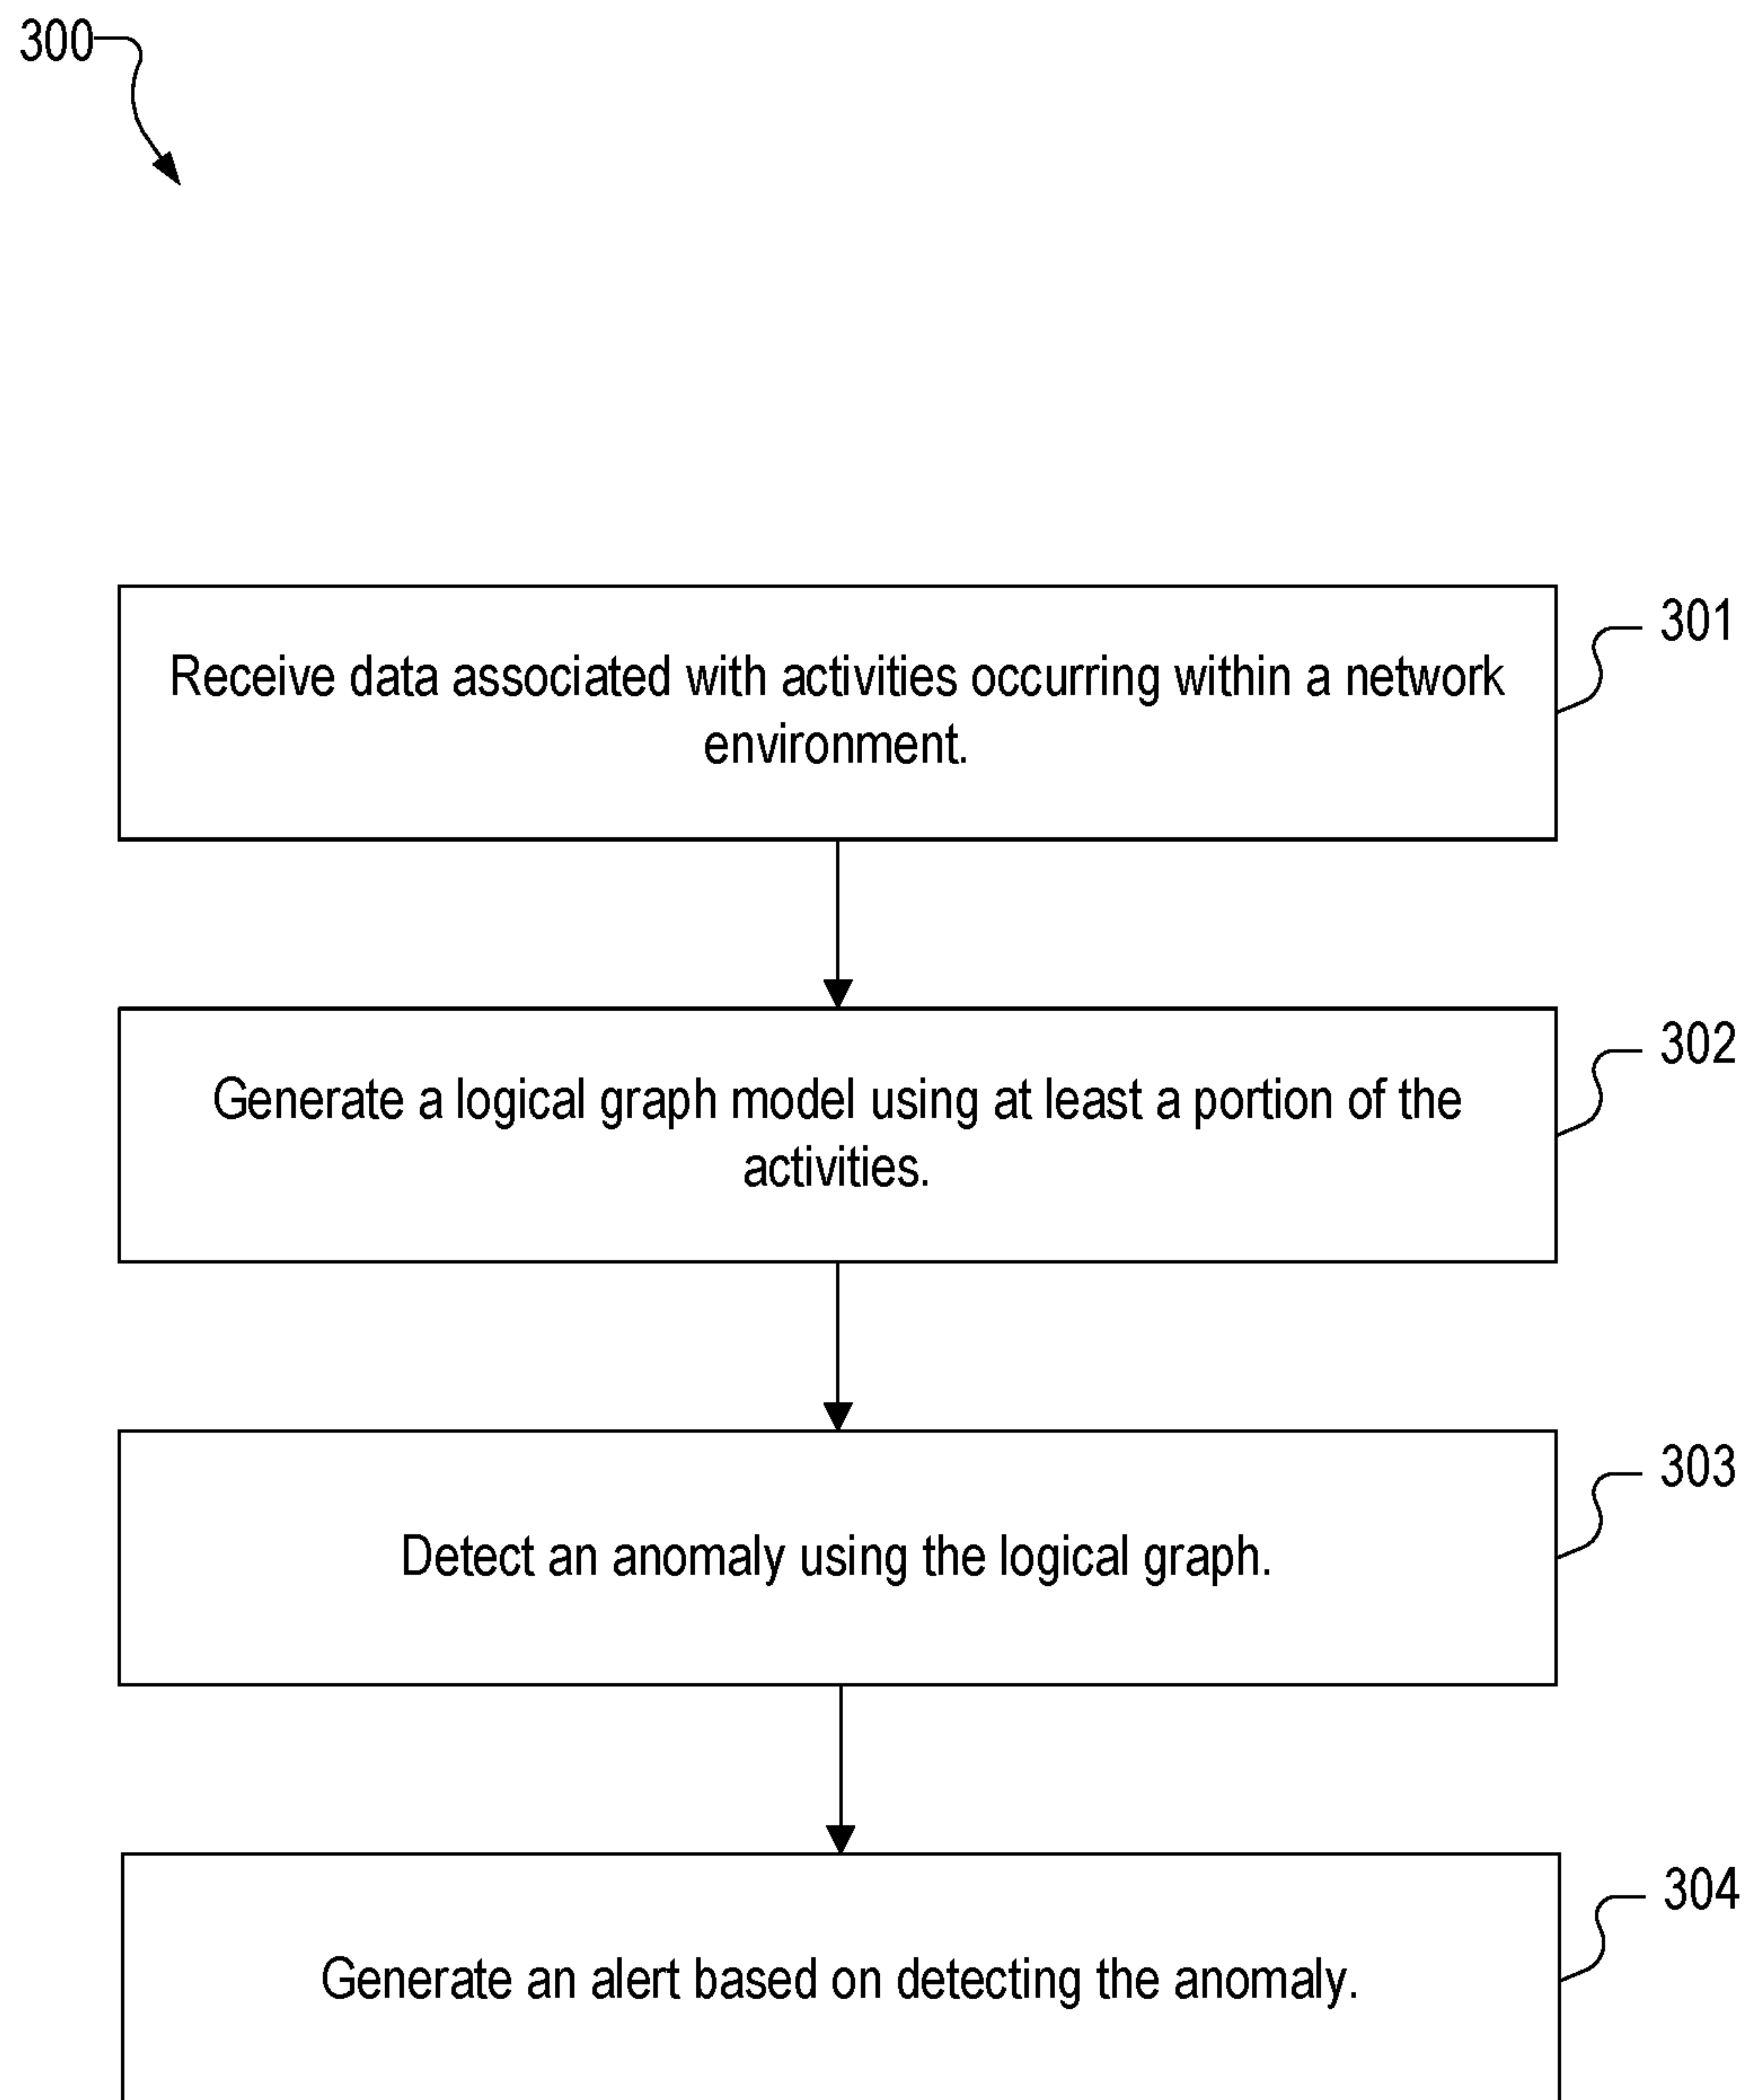 300
301
Receive data associated with activities occurring within a network
environment.
302
Generate a logical graph model using at least a portion of the
activities.
303
Detect an anomaly using the logical graph.
304
Generate an alert based on detecting the anomaly.